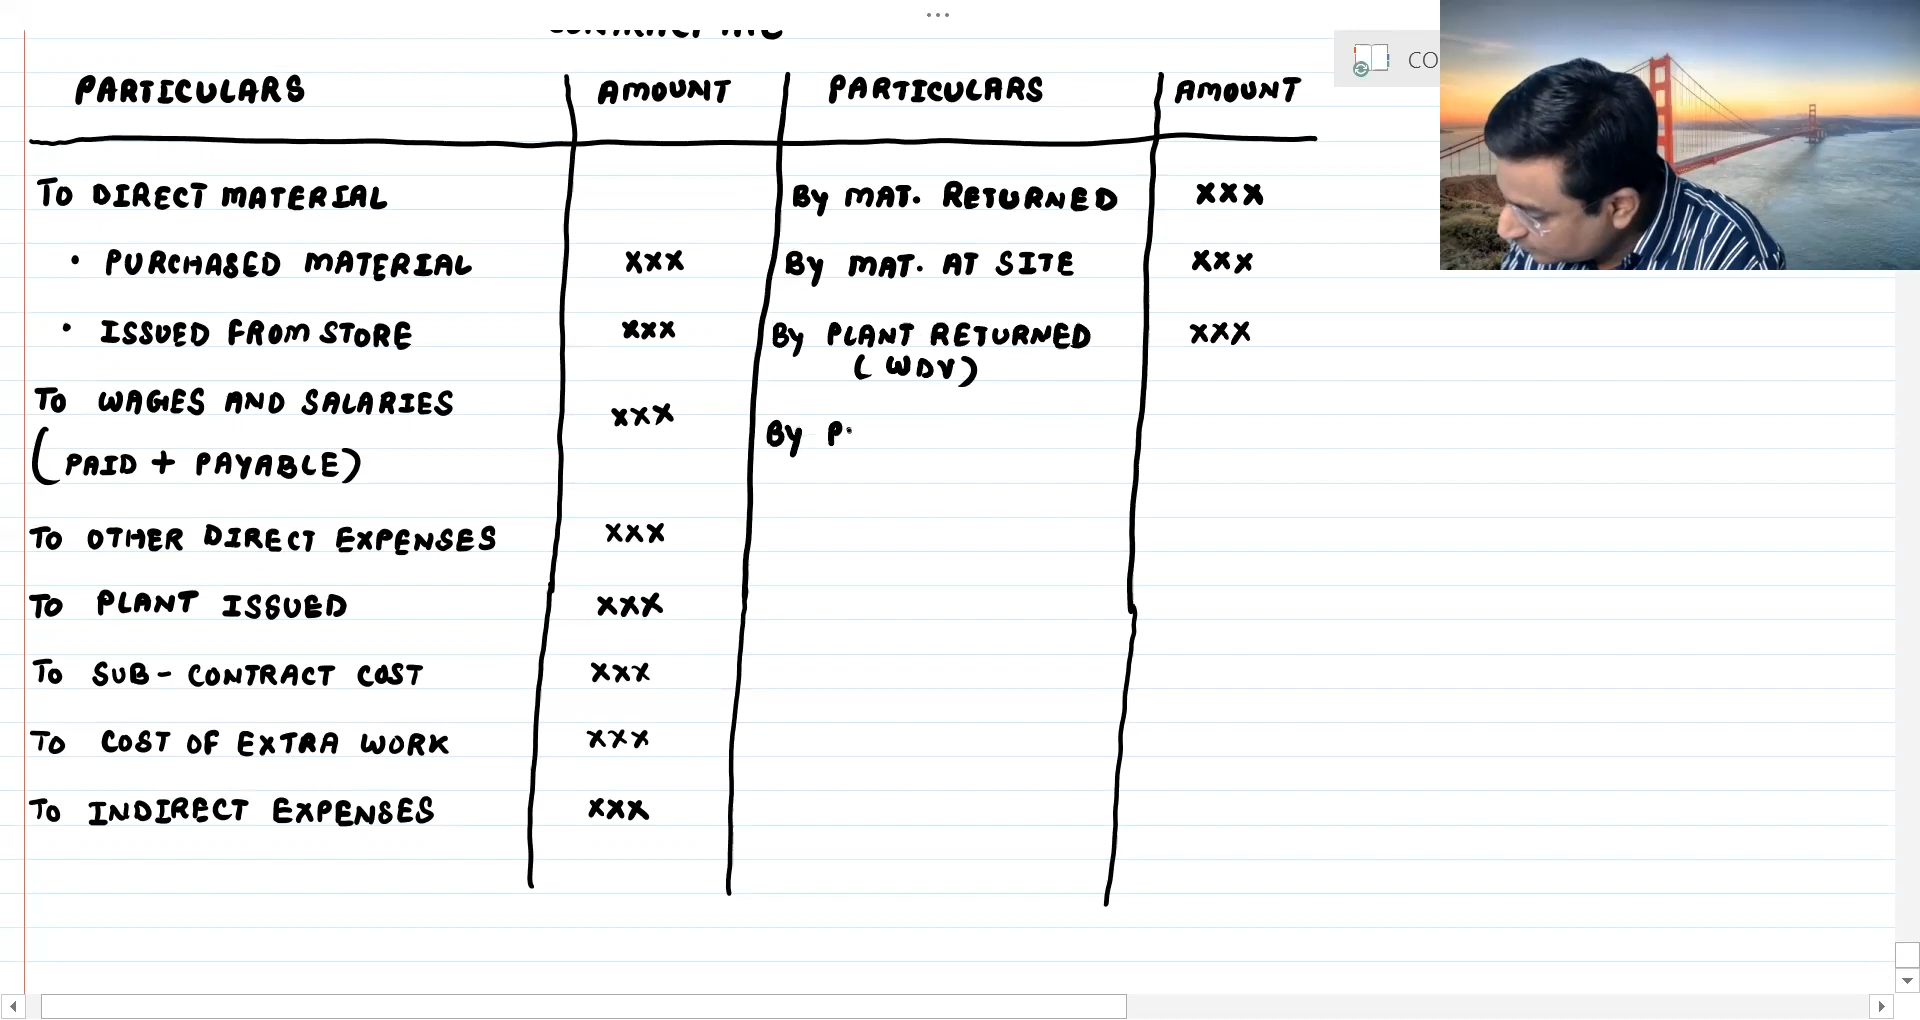 PARTICULARS AMOUNT PARTICULARS AMOUNT
TO DIRECT MATERIAL By MAT. RETURNED XXX
• PURCHASED MATERIAL XXX By MAT. AT SITE XXX
• ISSUED FROM STORE XXX By PLANT RETURNED XXX
(WDV)
TO WAGES AND SALARIES XXX
(PAID + PAYABLE) By P
TO OTHER DIRECT EXPENSES XXX
TO PLANT ISSUED XXX
TO SUB-CONTRACT COST XXX
TO COST OF EXTRA WORK XXX
TO INDIRECT EXPENSES XXX
CO